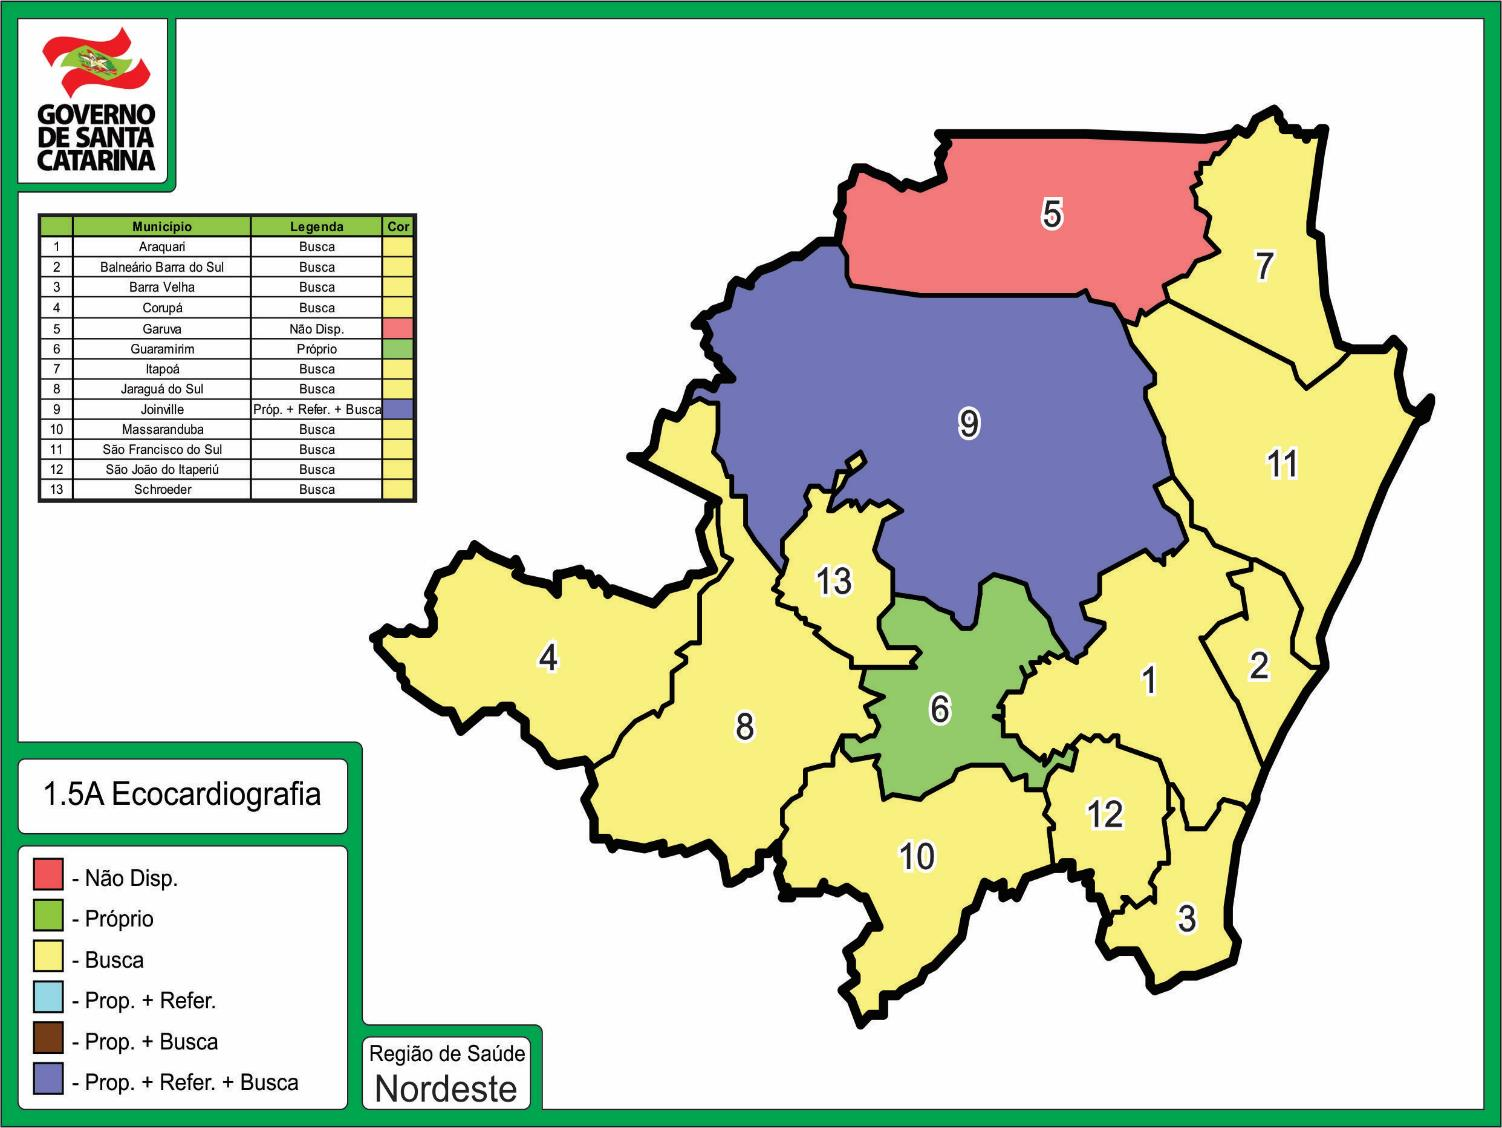 GOVERNO
DE SANTA
CATARINA
Município Legenda Cor
1 Araquari Busca
2 Balneário Barra do Sul Busca
3 Barra Velha Busca
4 Corupá Busca
5 Garuva Não Disp.
6 Guaramirim Próprio
7 Itapoá Busca
8 Jaraguá do Sul Busca
9 Joinville Próp. + Refer. + Busca
10 Massaranduba Busca
11 São Francisco do Sul Busca
12 São João do Itaperiú Busca
13 Schroeder Busca
5
7
9
11
13
4
2
1
6
8
12
10
3
1.5A Ecocardiografia
- Não Disp.
- Próprio
- Busca
- Prop. + Refer.
- Prop. + Busca
- Prop. + Refer. + Busca
Região de Saúde
Nordeste